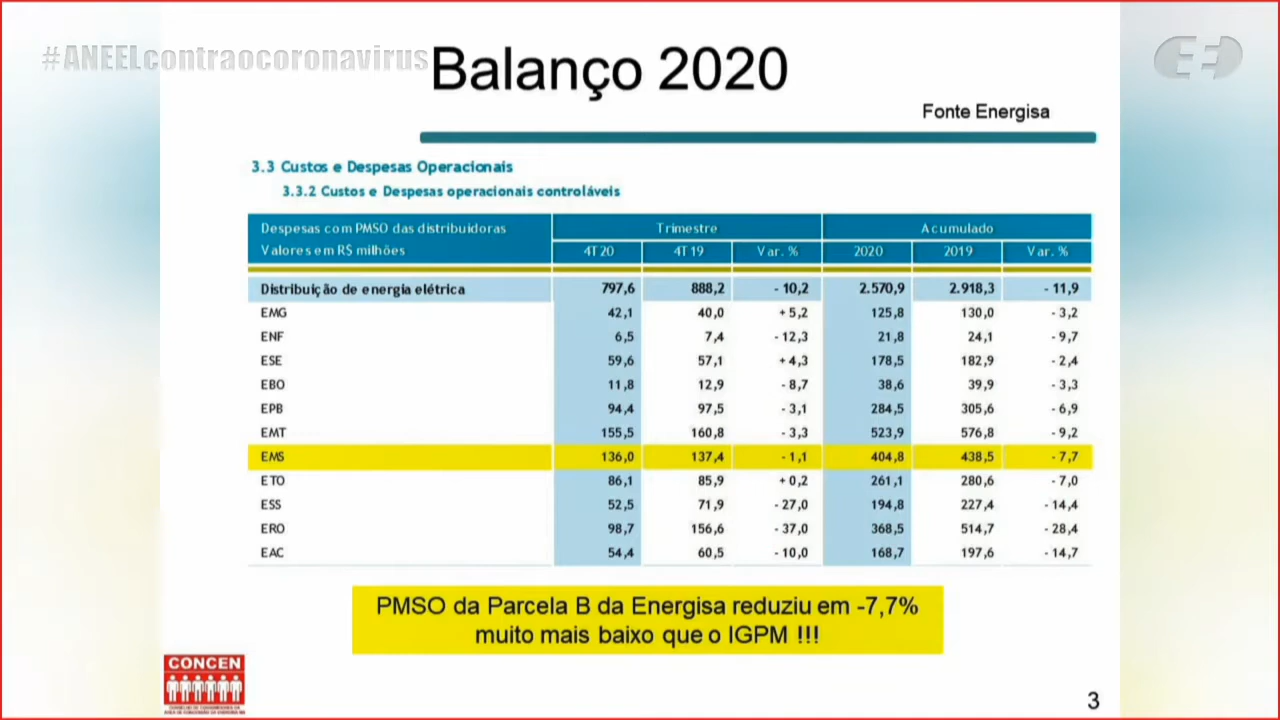 #ANEELcontraocoronavirus
Balanço 2020
Fonte Energisa
3.3 Custos e Despesas Operacionais
3.3.2 Custos e Despesas operacionais controláveis
Despesas com PMSO das distribuidoras Trimestre Acumulado
Valores em R$ milhões 4T20 4T19 Var. % 2020 2019 Var. %
Distribuição de energia elétrica 797,6 888,2 - 10,2 2.570,9 2.918,3 - 11,9
EMG 42,1 40,0 + 5,2 125,8 130,0 - 3,2
ENF 6,5 7,4 - 12,3 21,8 24,1 - 9,7
ESE 59,6 57,1 + 4,3 178,5 182,9 - 2,4
EBO 11,8 12,9 - 8,7 38,6 39,9 - 3,3
EPB 94,4 97,5 - 3,1 284,5 305,6 - 6,9
EMT 155,5 160,8 - 3,3 523,9 576,8 - 9,2
EMS 136,0 137,4 - 1,1 404,8 438,5 - 7,7
ETO 86,1 85,9 + 0,2 261,1 280,6 - 7,0
ESS 52,5 71,9 - 27,0 194,8 227,4 - 14,4
ERO 98,7 156,6 - 37,0 368,5 514,7 - 28,4
EAC 54,4 60,5 - 10,0 168,7 197,6 - 14,7
PMSO da Parcela B da Energisa reduziu em -7,7%
muito mais baixo que o IGPM !!!
CONCEN
3